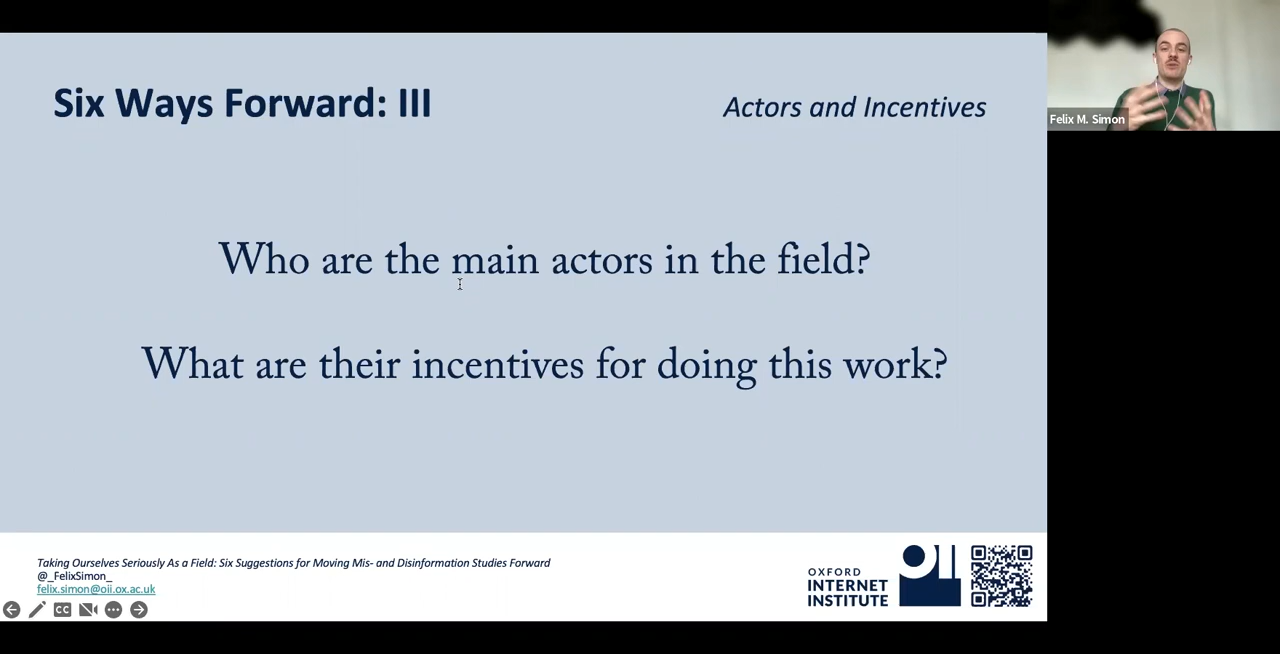 Six Ways Forward: III
Actors and Incentives
Felix M. Simon
Who are the main actors in the field?
What are their incentives for doing this work?
Taking Ourselves Seriously As a Field: Six Suggestions for Moving Mis- and Disinformation Studies Forward
@_FelixSimon_
felix.simon@oii.ox.ac.uk
CC
OXFORD
INTERNET
INSTITUTE
oii